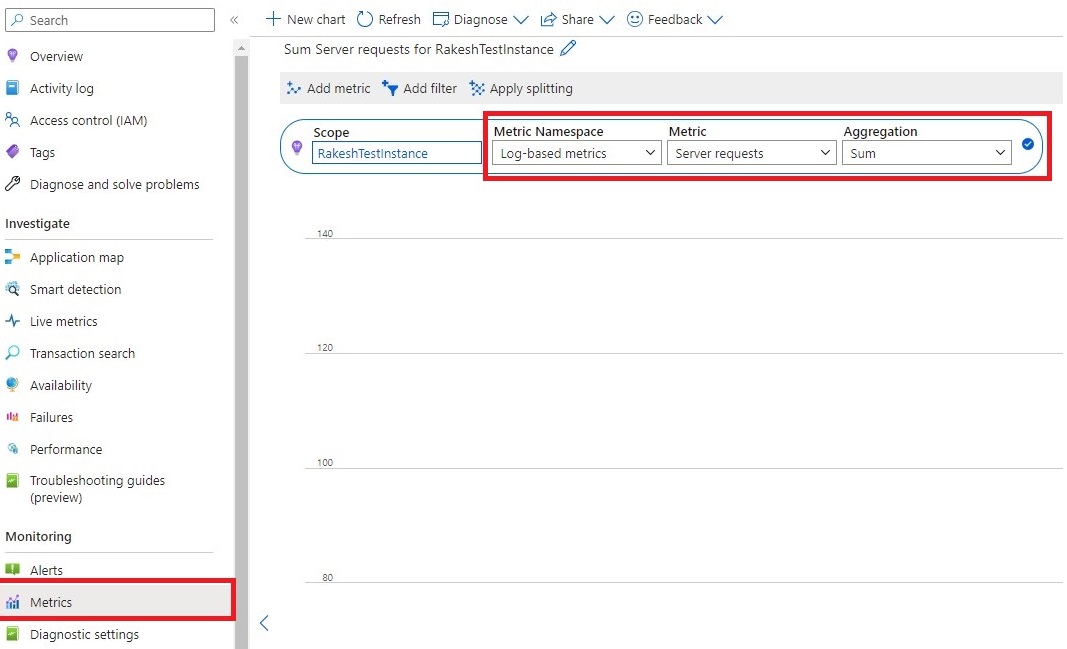 Search
Overview
Activity log
Access control (IAM)
Tags
Diagnose and solve problems
Investigate
Application map
Smart detection
Live metrics
Transaction search
Availability
Failures
Performance
Troubleshooting guides
(preview)
Monitoring
Alerts
Metrics
Diagnostic settings
New chart Refresh Diagnose Share Feedback
Sum Server requests for RakeshTestInstance
Add metric Add filter Apply splitting
Scope Metric Namespace Metric Aggregation
RakeshTestInstance Log-based metrics Server requests Sum
140
120
100
80